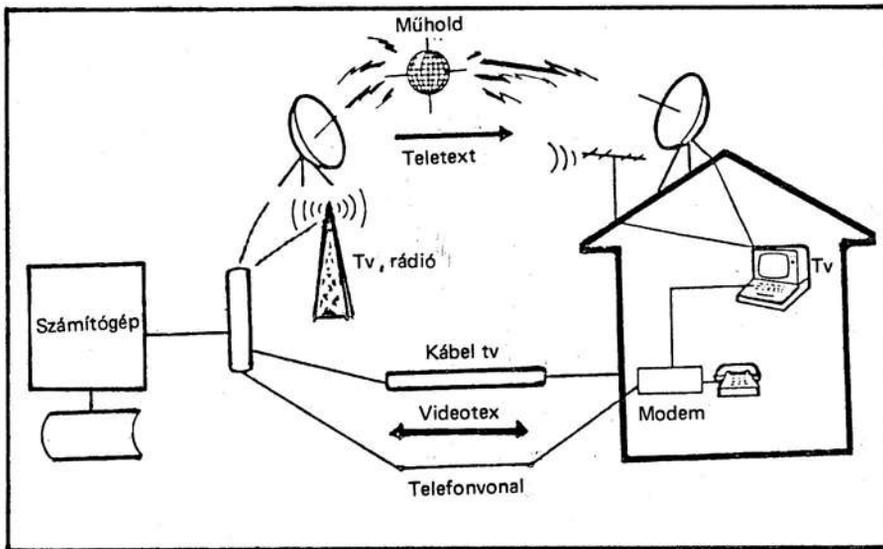 Műhold
Teletext
Tv, rádió
Tv
Számítógép
Kábel tv
Videotex
Modem
Telefonvonal